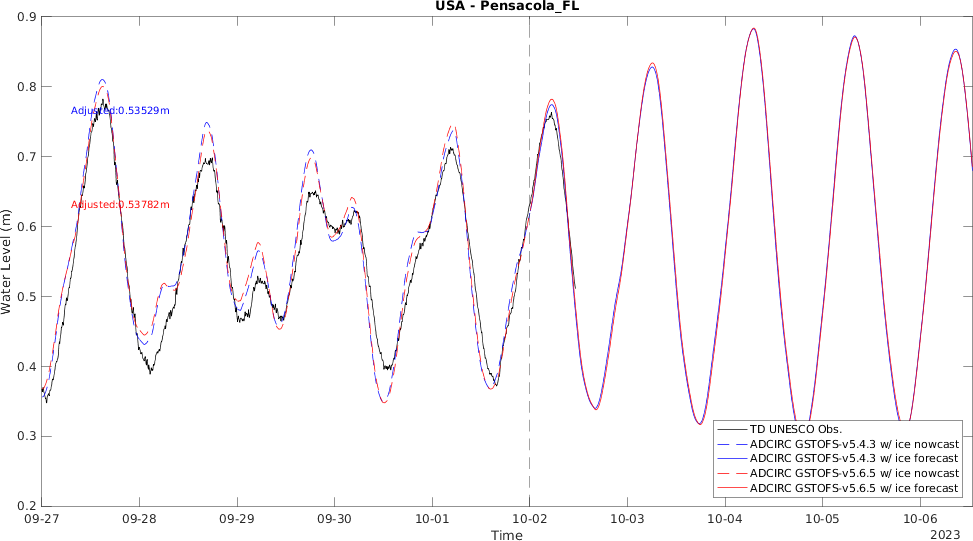 USA - Pensacola_FL
0.9
0.8
0.7
0.6
0.5
0.4
0.3
0.2
Water Level (m)
Adjusted:0.53529m
Adjusted:0.53782m
TD UNESCO Obs.
ADCIRC GSTOFS-v5.4.3 w/ ice nowcast
ADCIRC GSTOFS-v5.4.3 w/ ice forecast
ADCIRC GSTOFS-v5.6.5 w/ ice nowcast
ADCIRC GSTOFS-v5.6.5 w/ ice forecast
09-27 09-28 09-29 09-30 10-01 10-02 10-03 10-04 10-05 10-06
Time
2023